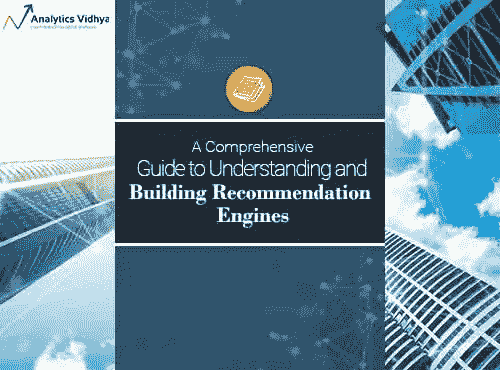 Analytics Vidhya
A Comprehensive
Guide to Understanding and
Building Recommendation
Engines